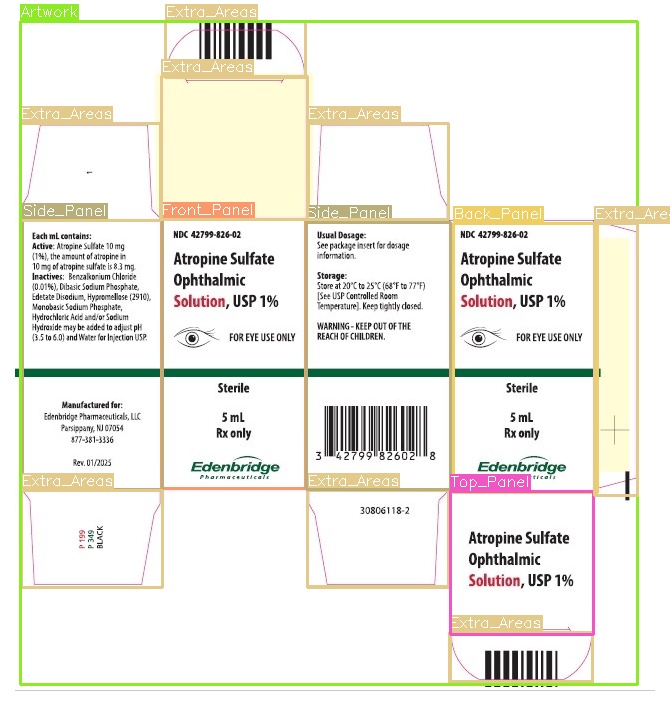 Artwork
Extra_Areas
Extra_Areas
Extra_Areas
Extra_Areas
Side_Panel
Each mL contains:
Active: Atropine Sulfate 10 mg
(1%), the amount of atropine in
10 mg of atropine sulfate is 8.3 mg.
Inactives: Benzalkonium Chloride
(0.01%), Dibasic Sodium Phosphate,
Edetate Disodium, Hypromellose (2910),
Monobasic Sodium Phosphate,
Hydrochloric Acid and/or Sodium
Hydroxide may be added to adjust pH
(3.5 to 6.0) and Water for Injection USP.
Manufactured for:
Edenbridge Pharmaceuticals, LLC
Parsippany, NJ 07054
877-381-3336
Rev. 01/2025
Front_Panel
NDC 42799-826-02
Atropine Sulfate
Ophthalmic
Solution, USP 1%
FOR EYE USE ONLY
Sterile
5 mL
Rx only
Edenbridge
Pharmaceuticals
Side_Panel
Usual Dosage:
See package insert for dosage
information.
Storage:
Store at 20°C to 25°C (68°F to 77°F)
[See USP Controlled Room
Temperature]. Keep tightly closed.
WARNING - KEEP OUT OF THE
REACH OF CHILDREN.
3 42799 82602 8
Back_Panel
NDC 42799-826-02
Atropine Sulfate
Ophthalmic
Solution, USP 1%
FOR EYE USE ONLY
Sterile
5 mL
Rx only
Edenbridge
Extra_Are
Extra_Areas
P 199
P 349
BLACK
Extra_Areas
30806118-2
Top_Panel
Atropine Sulfate
Ophthalmic
Solution, USP 1%
Extra_Areas